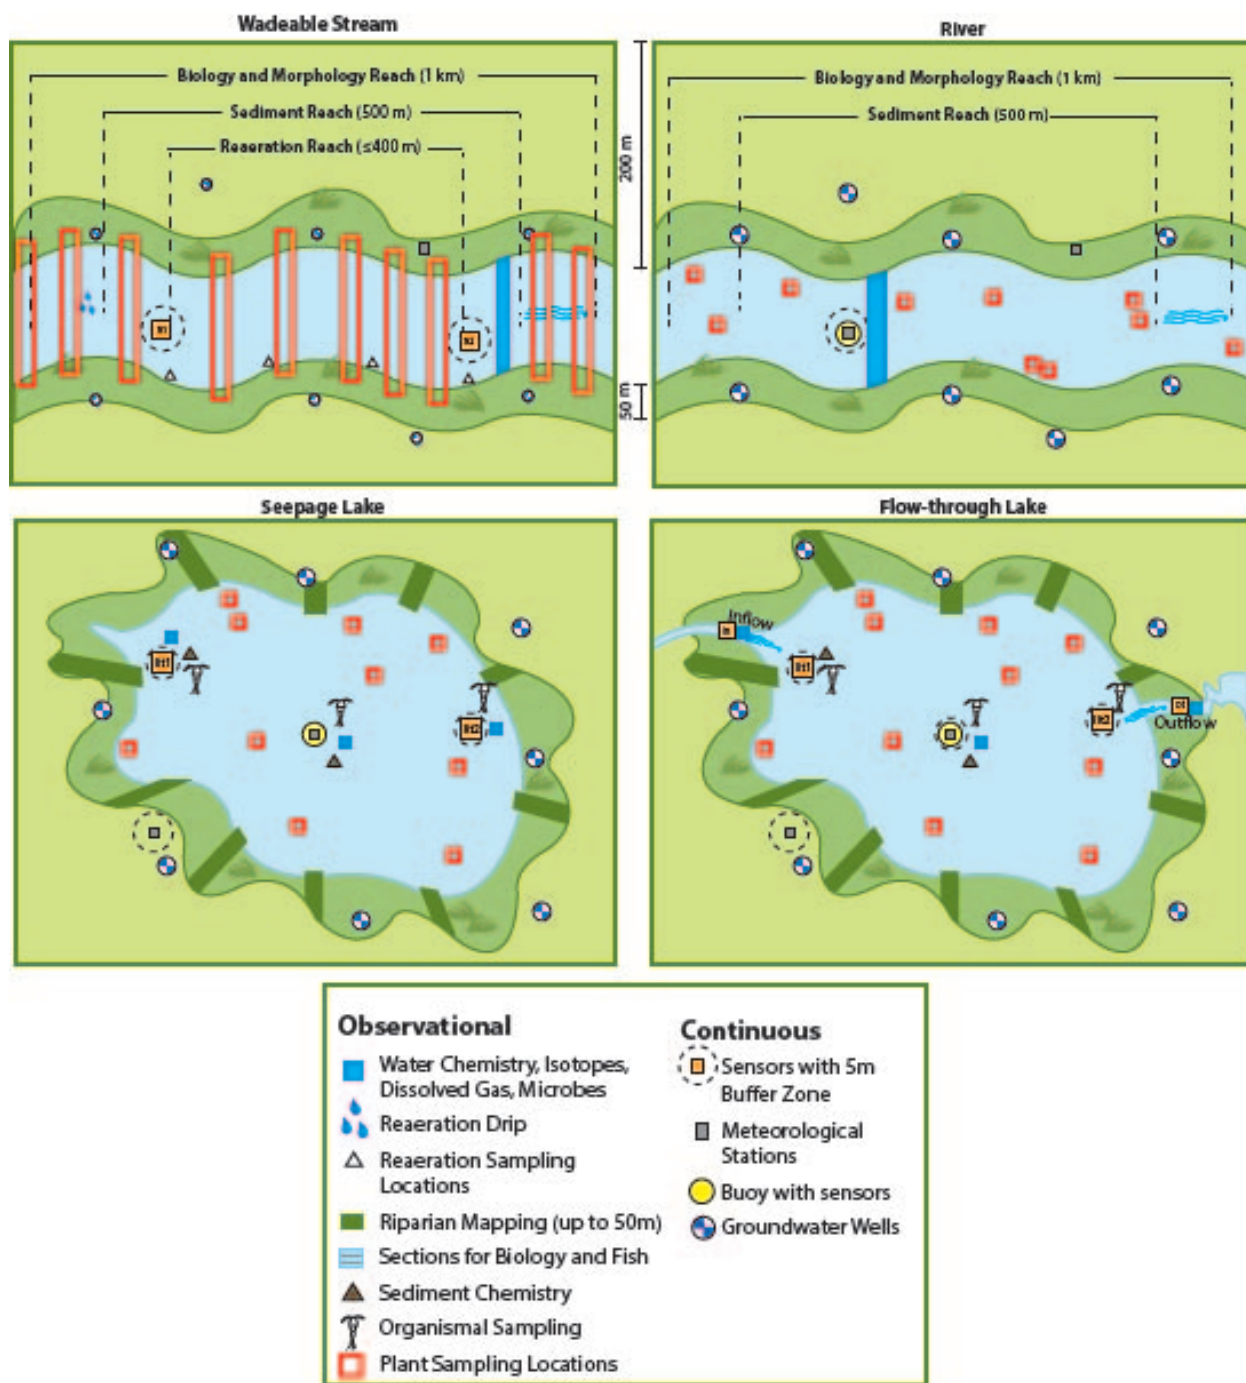 Wadeable Stream
River
Biology and Morphology Reach (1 km)
Sediment Reach (500 m)
Reaeration Reach (≤400 m)
200 m
50 m
Biology and Morphology Reach (1 km)
Sediment Reach (500 m)
Seepage Lake
Flow-through Lake
Inflow
Outflow
Observational
Water Chemistry, Isotopes,
Dissolved Gas, Microbes
Reaeration Drip
Reaeration Sampling
Locations
Riparian Mapping (up to 50m)
Sections for Biology and Fish
Sediment Chemistry
Organismal Sampling
Plant Sampling Locations
Continuous
Sensors with 5m
Buffer Zone
Meteorological
Stations
Buoy with sensors
Groundwater Wells